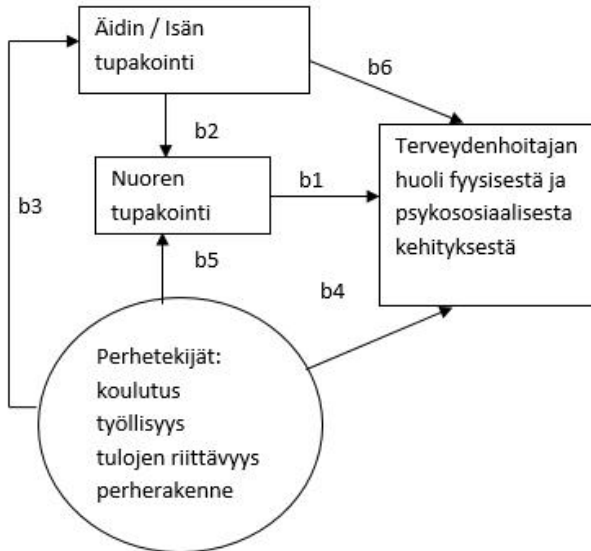 Äidin / Isän
tupakointi
b6
b2
Terveydenhoitajan
huoli fyysisestä ja
psykososiaalisesta
kehityksestä
Nuoren
tupakointi
b1
b3
b5
b4
Perhetekijät:
koulutus
työllisyys
tulojen riittävyys
perherakenne